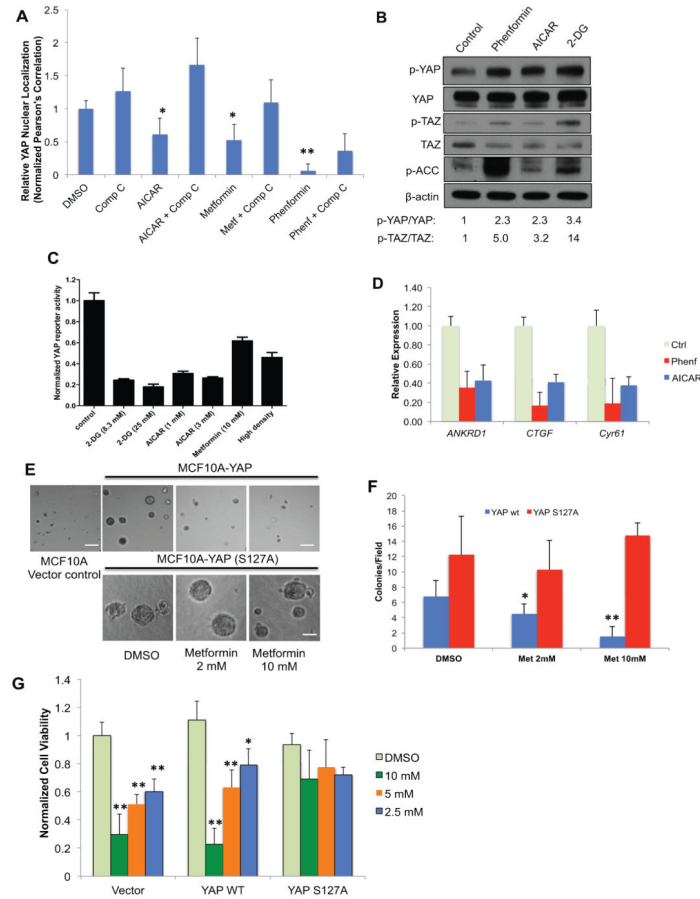 A
Relative YAP Nuclear Localization
(Normalized Pearson's Correlation)
2.5
2
1.5
1
0.5
0
*
*
**
DMSO
Comp C
AICAR
AICAR + Comp C
Metformin
Metf + Comp C
Phenformin
Phenf + Comp C
B
Control
Phenformin
AICAR
2-DG
p-YAP
YAP
p-TAZ
TAZ
p-ACC
β-actin
p-YAP/YAP: 1 2.3 2.3 3.4
p-TAZ/TAZ: 1 5.0 3.2 14
C
Normalized YAP reporter activity
1.2
1.0
0.8
0.6
0.4
0.2
0.0
control
2-DG (8.3 mM)
2-DG (25 mM)
AICAR (1 mM)
AICAR (3 mM)
Metformin (10 mM)
High density
D
Relative Expression
1.40
1.20
1.00
0.80
0.60
0.40
0.20
0.00
ANKRD1
CTGF
Cyr61
Ctrl
Phenf
AICAR
E
MCF10A-YAP
MCF10A
Vector control
MCF10A-YAP (S127A)
DMSO
Metformin
2 mM
Metformin
10 mM
F
YAP wt
YAP S127A
Colonies/Field
20
18
16
14
12
10
8
6
4
2
0
*
**
DMSO
Met 2mM
Met 10mM
G
Normalized Cell Viability
1.4
1.2
1
0.8
0.6
0.4
0.2
0
**
**
**
**
**
*
Vector
YAP WT
YAP S127A
DMSO
10 mM
5 mM
2.5 mM